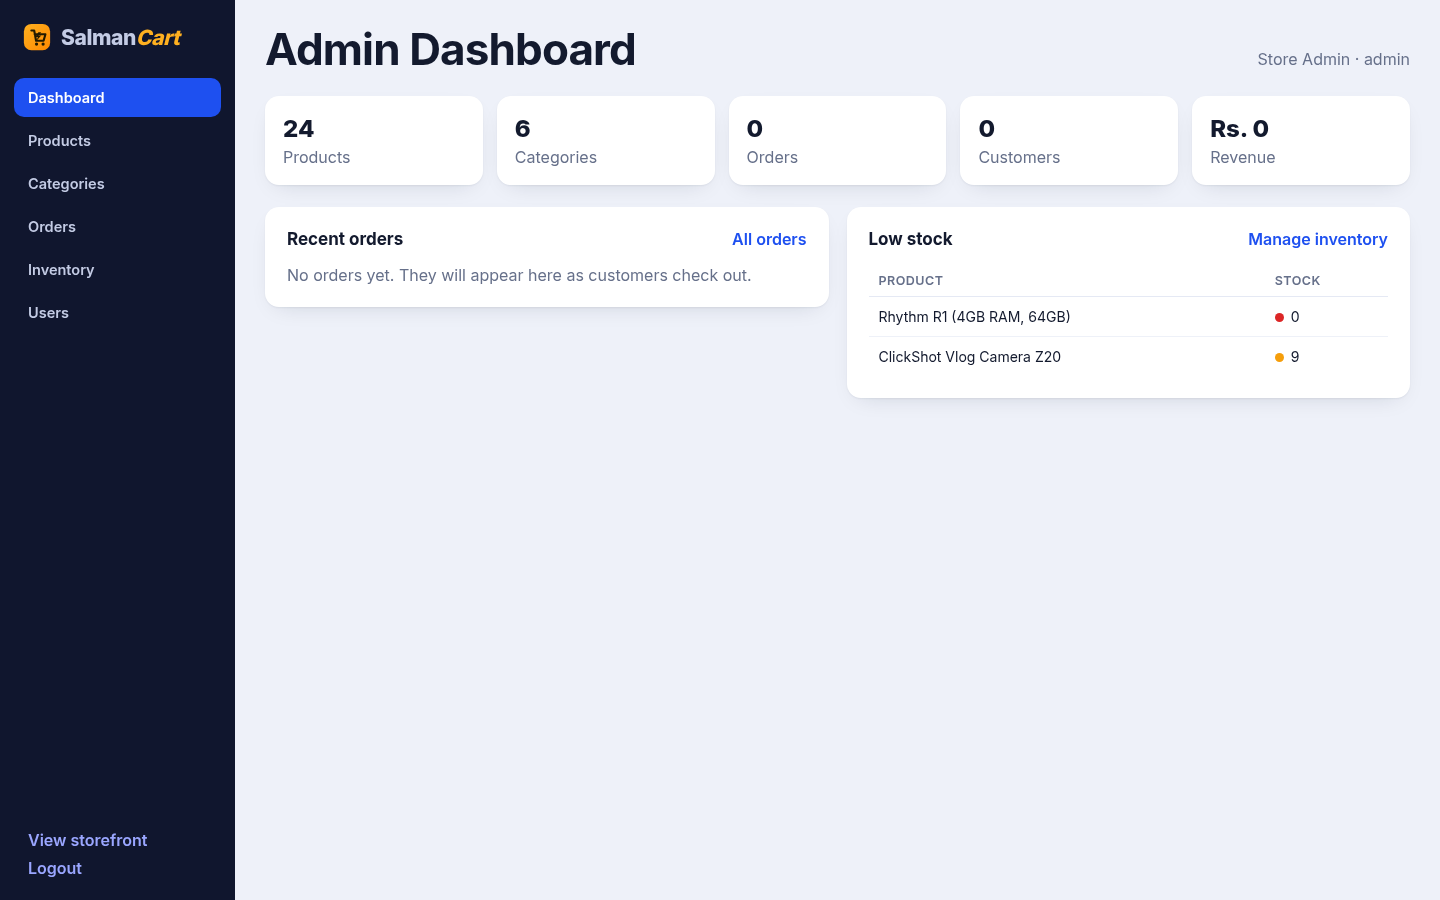 SalmanCart
Dashboard
Products
Categories
Orders
Inventory
Users
View storefront
Logout
Admin Dashboard
Store Admin · admin
24
Products
6
Categories
0
Orders
0
Customers
Rs. 0
Revenue
Recent orders
All orders
No orders yet. They will appear here as customers check out.
Low stock
Manage inventory
PRODUCT STOCK
Rhythm R1 (4GB RAM, 64GB) 0
ClickShot Vlog Camera Z20 9